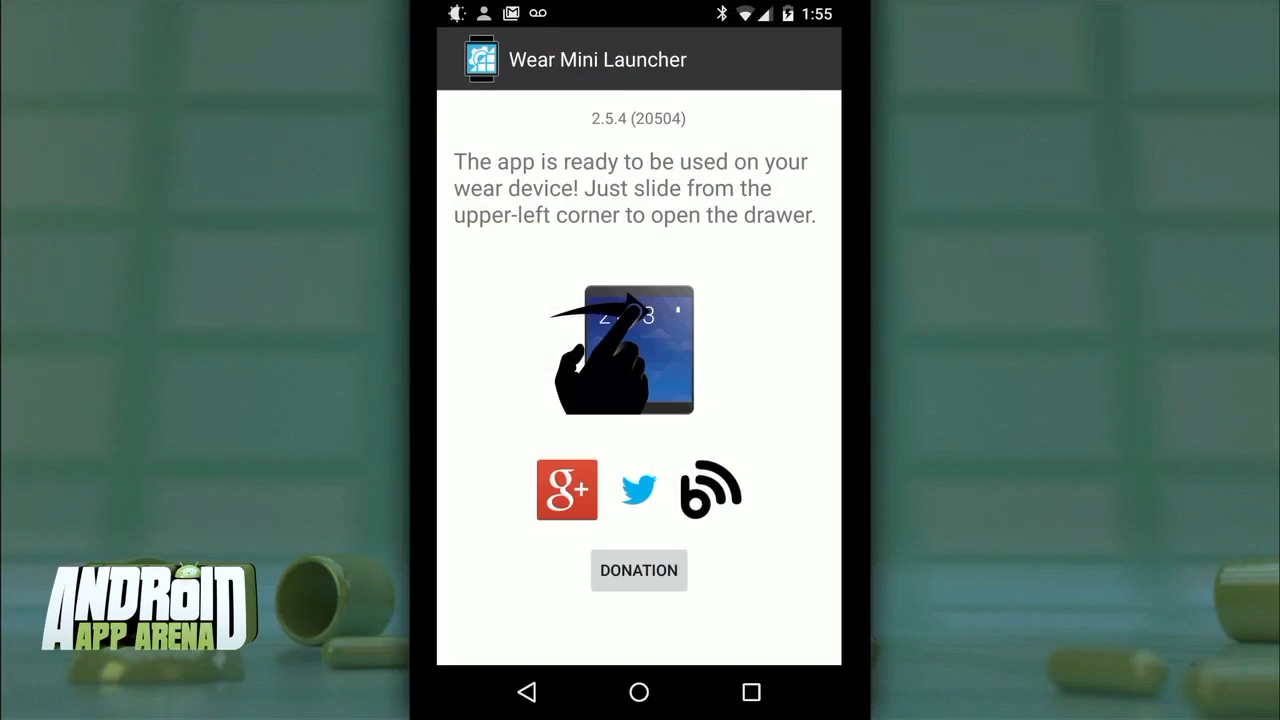 1:55
Wear Mini Launcher
2.5.4 (20504)
The app is ready to be used on your
wear device! Just slide from the
upper-left corner to open the drawer.
g+
DONATION
ANDROID
APP ARENA